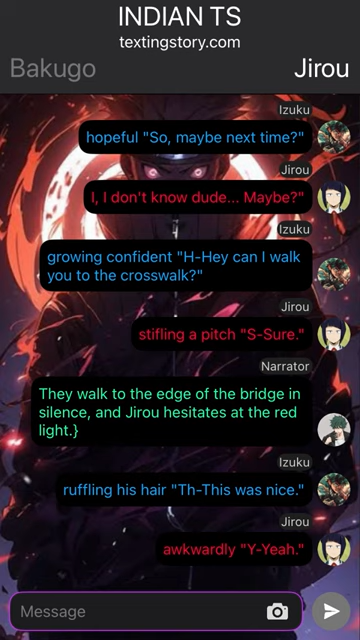 INDIAN TS
textingstory.com
Bakugo
Jirou
Izuku
hopeful "So, maybe next time?"
Jirou
I, I don't know dude... Maybe?"
Izuku
growing confident "H-Hey can I walk
you to the crosswalk?"
Jirou
stifling a pitch "S-Sure."
Narrator
They walk to the edge of the bridge in
silence, and Jirou hesitates at the red
light.}
Izuku
ruffling his hair "Th-This was nice."
Jirou
awkwardly "Y-Yeah."
Message